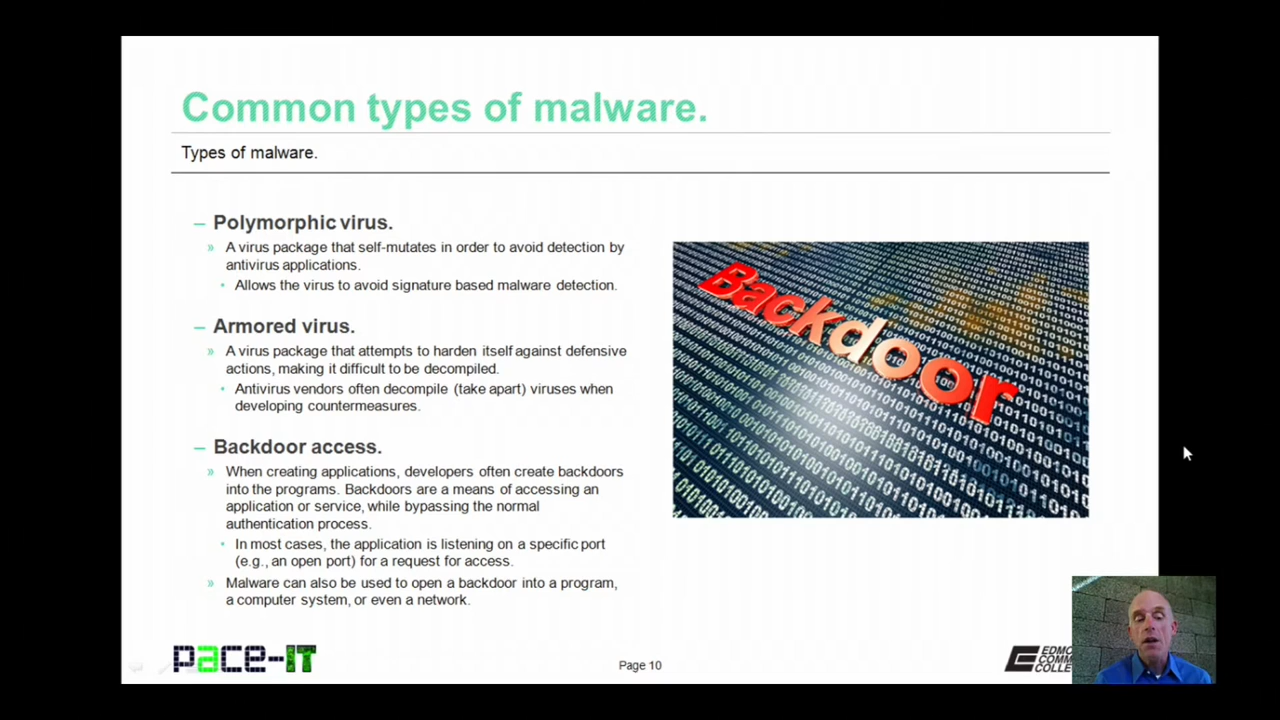 Common types of malware.
Types of malware.
– Polymorphic virus.
» A virus package that self-mutates in order to avoid detection by
antivirus applications.
• Allows the virus to avoid signature based malware detection.
– Armored virus.
» A virus package that attempts to harden itself against defensive
actions, making it difficult to be decompiled.
• Antivirus vendors often decompile (take apart) viruses when
developing countermeasures.
– Backdoor access.
» When creating applications, developers often create backdoors
into the programs. Backdoors are a means of accessing an
application or service, while bypassing the normal
authentication process.
• In most cases, the application is listening on a specific port
(e.g., an open port) for a request for access.
» Malware can also be used to open a backdoor into a program,
a computer system, or even a network.
Backdoor
pace-IT
Page 10